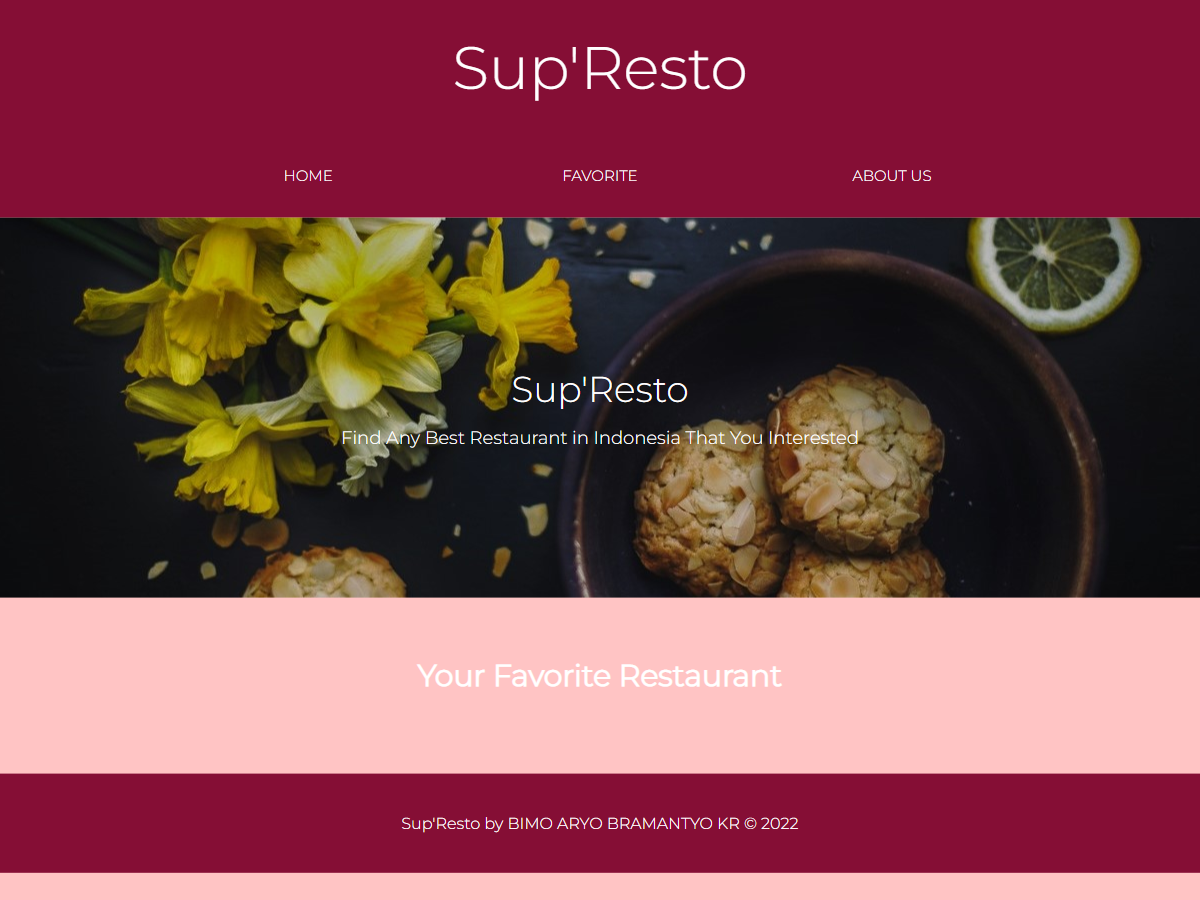 Sup'Resto
HOME FAVORITE ABOUT US
Sup'Resto
Find Any Best Restaurant in Indonesia That You Interested
Your Favorite Restaurant
Sup'Resto by BIMO ARYO BRAMANTYO KR © 2022